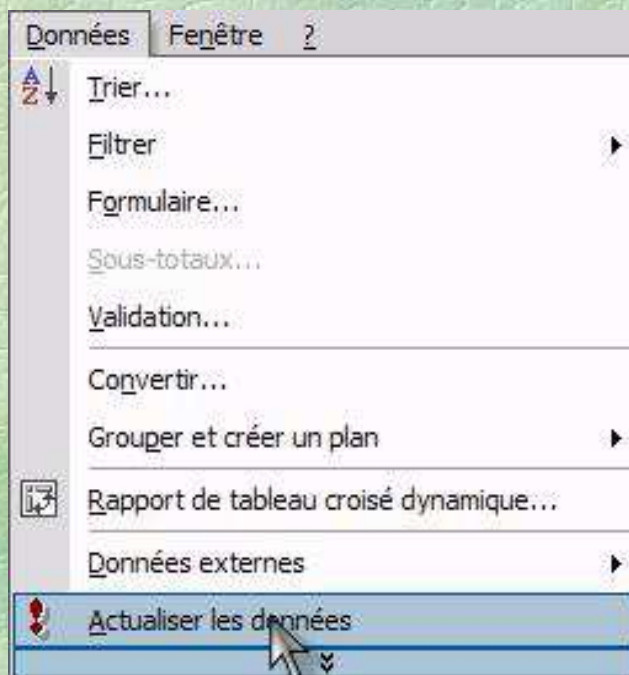 Données Fenêtre ?
Trier...
Filtrer
Formulaire...
Sous-totaux...
Validation...
Convertir...
Grouper et créer un plan
Rapport de tableau croisé dynamique...
Données externes
Actualiser les données